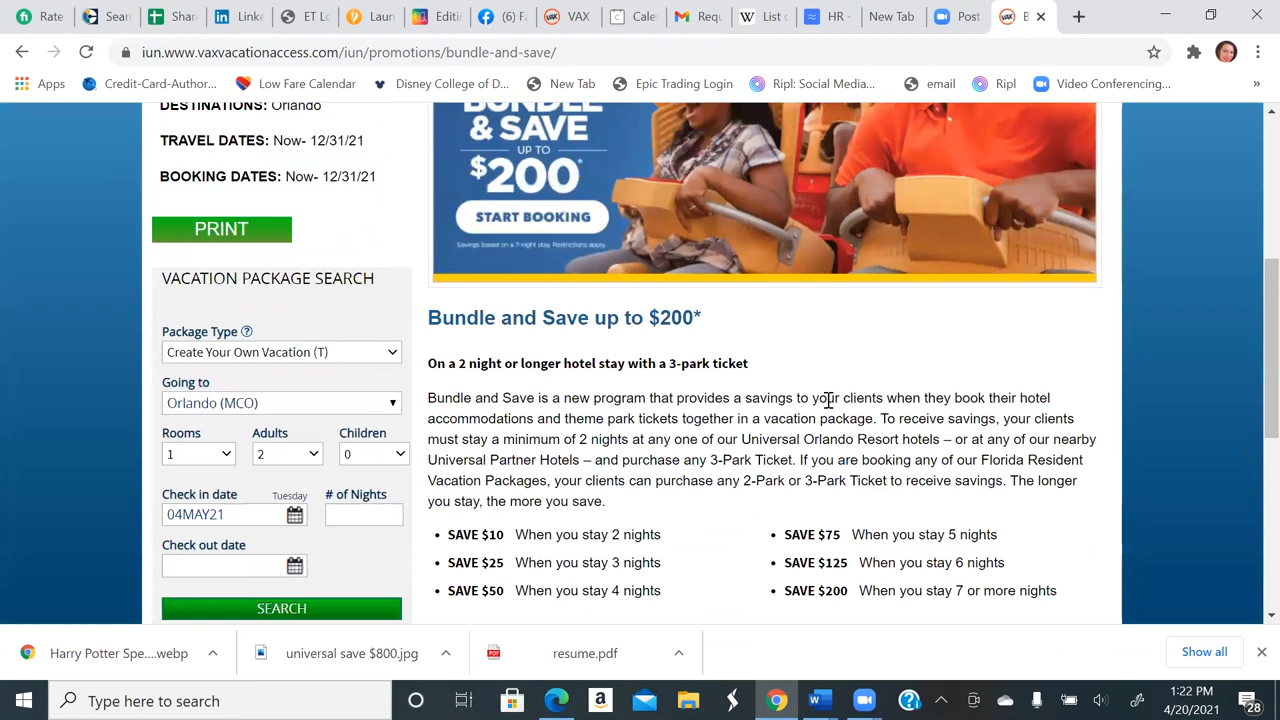 Rate
Sear
Share
Linke
ET Lo
Laun
Editi
(6) Fa
VAX
Cale
Req
List o
HR -
New Tab
Post
B
iun.www.vaxvacationaccess.com/iun/promotions/bundle-and-save/
Apps
Credit-Card-Author...
Low Fare Calendar
Disney College of D...
New Tab
Epic Trading Login
Ripl: Social Media...
email
Ripl
Video Conferencing...
»
DESTINATIONS: Orlando
TRAVEL DATES: Now- 12/31/21
BOOKING DATES: Now- 12/31/21
PRINT
BUNDLE
& SAVE
UP TO
$200*
START BOOKING
Savings based on a 7-night stay. Restrictions apply.
VACATION PACKAGE SEARCH
Package Type ?
Create Your Own Vacation (T)
Going to
Orlando (MCO)
Rooms Adults Children
1 2 0
Check in date Tuesday # of Nights
04MAY21
Check out date
SEARCH
Bundle and Save up to $200*
On a 2 night or longer hotel stay with a 3-park ticket
Bundle and Save is a new program that provides a savings to your clients when they book their hotel
accommodations and theme park tickets together in a vacation package. To receive savings, your clients
must stay a minimum of 2 nights at any one of our Universal Orlando Resort hotels – or at any of our nearby
Universal Partner Hotels – and purchase any 3-Park Ticket. If you are booking any of our Florida Resident
Vacation Packages, your clients can purchase any 2-Park or 3-Park Ticket to receive savings. The longer
you stay, the more you save.
• SAVE $10 When you stay 2 nights
• SAVE $25 When you stay 3 nights
• SAVE $50 When you stay 4 nights
• SAVE $75 When you stay 5 nights
• SAVE $125 When you stay 6 nights
• SAVE $200 When you stay 7 or more nights
Harry Potter Spe....webp
universal save $800.jpg
resume.pdf
Show all
Type here to search
1:22 PM
4/20/2021
28